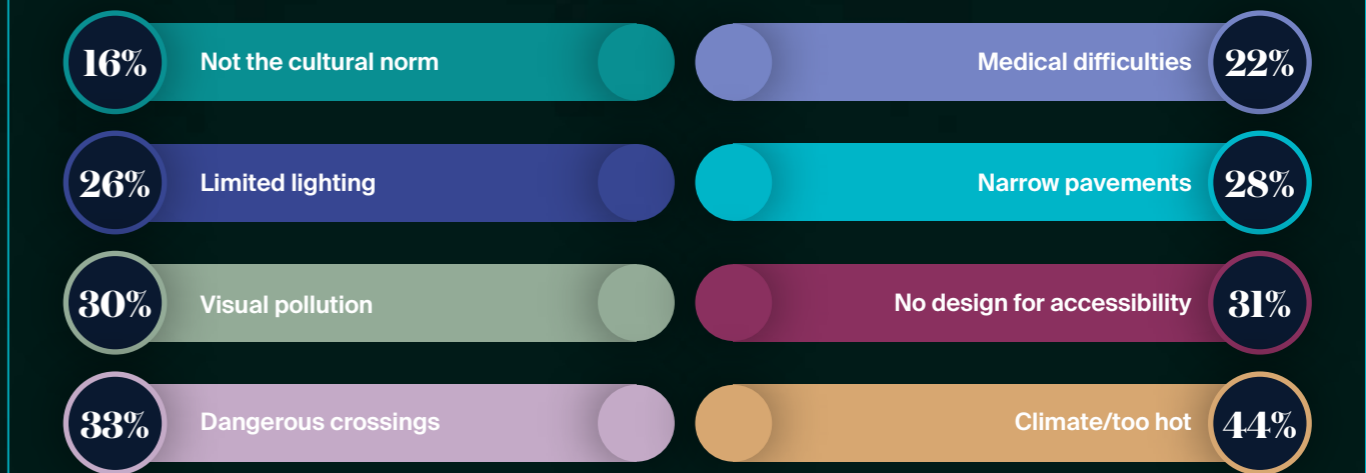 16% Not the cultural norm
Medical difficulties 22%
26% Limited lighting
Narrow pavements 28%
30% Visual pollution
No design for accessibility 31%
33% Dangerous crossings
Climate/too hot 44%